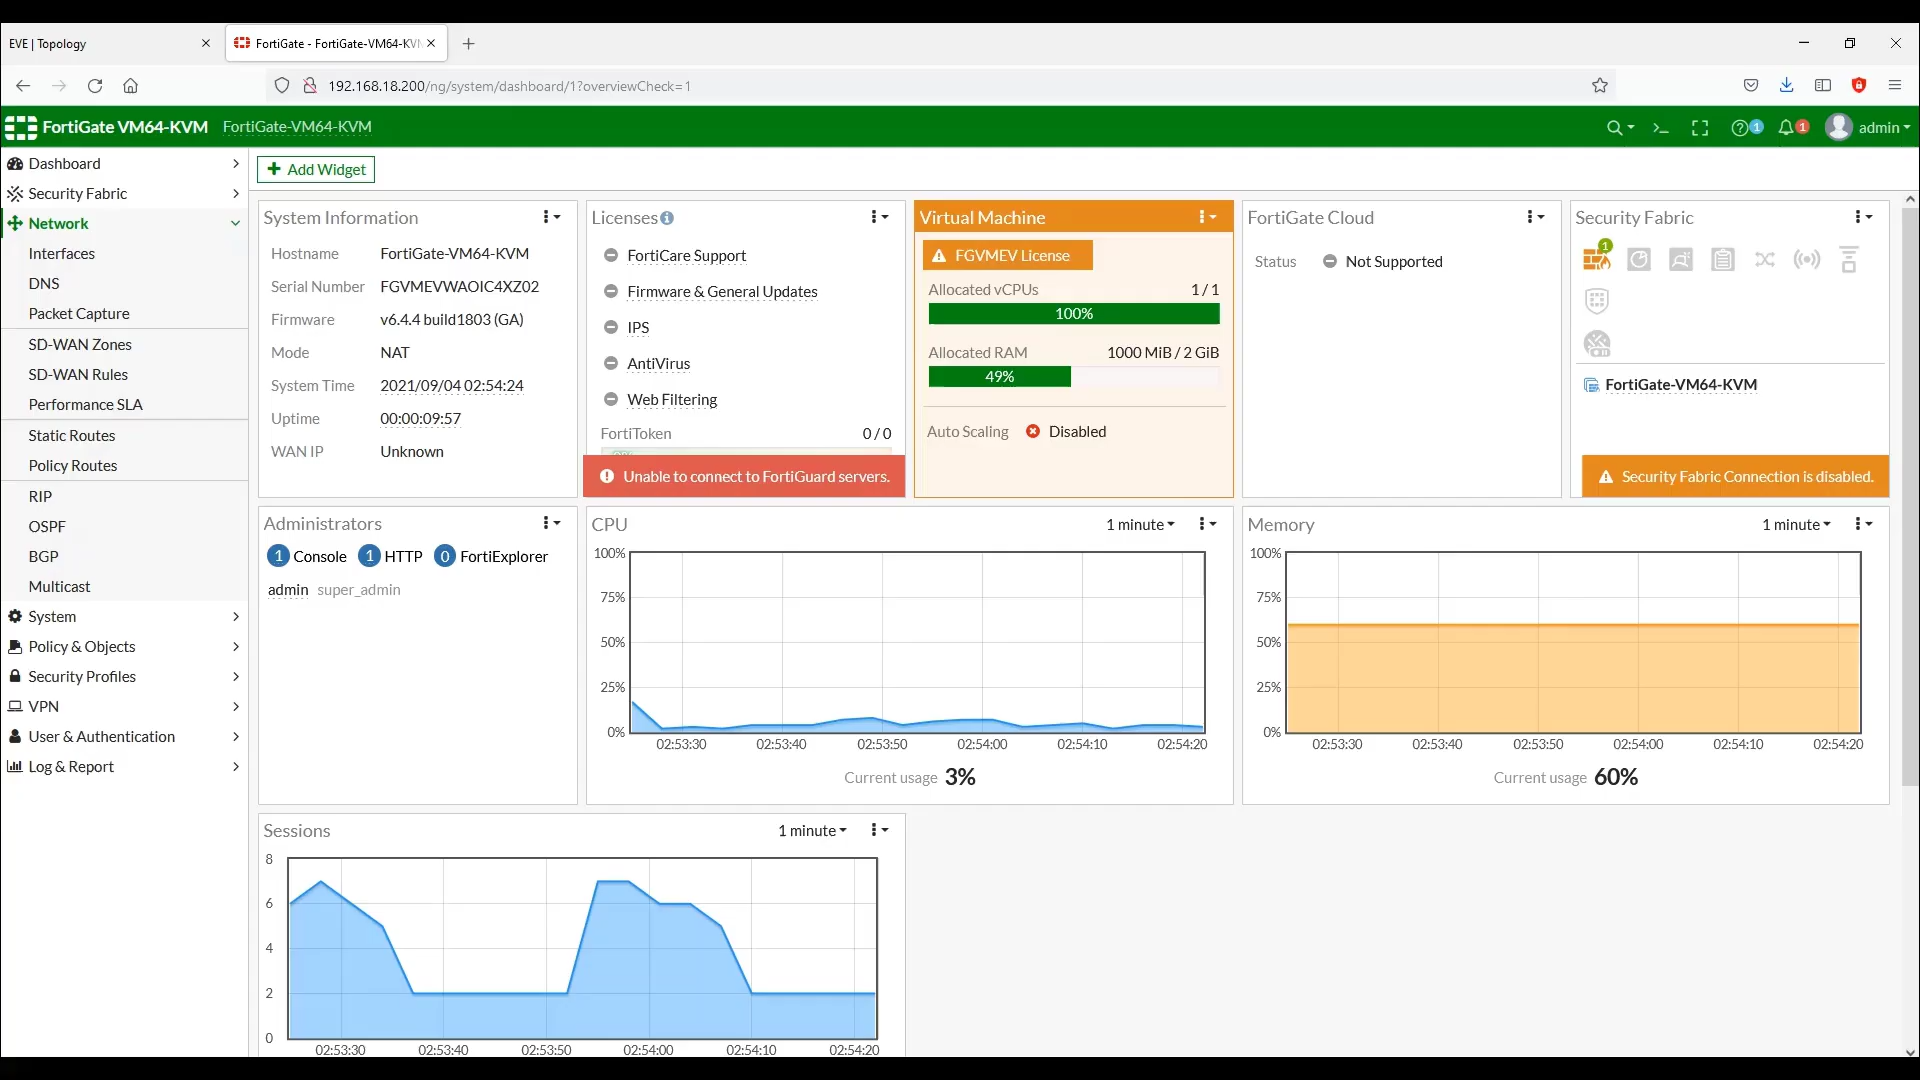 EVE | Topology
FortiGate - FortiGate-VM64-KVM
192.168.18.200/ng/system/dashboard/1?overviewCheck=1
FortiGate VM64-KVM FortiGate-VM64-KVM
1 1 admin
Dashboard
Security Fabric
Network
Interfaces
DNS
Packet Capture
SD-WAN Zones
SD-WAN Rules
Performance SLA
Static Routes
Policy Routes
RIP
OSPF
BGP
Multicast
System
Policy & Objects
Security Profiles
VPN
User & Authentication
Log & Report
Add Widget
System Information
Hostname FortiGate-VM64-KVM
Serial Number FGVMEVWAOIC4XZ02
Firmware v6.4.4 build1803 (GA)
Mode NAT
System Time 2021/09/04 02:54:24
Uptime 00:00:09:57
WAN IP Unknown
Licenses
FortiCare Support
Firmware & General Updates
IPS
AntiVirus
Web Filtering
FortiToken 0 / 0
Unable to connect to FortiGuard servers.
Virtual Machine
FGVMEV License
Allocated vCPUs 1 / 1
100%
Allocated RAM 1000 MiB / 2 GiB
49%
Auto Scaling Disabled
FortiGate Cloud
Status Not Supported
Security Fabric
1
FortiGate-VM64-KVM
Security Fabric Connection is disabled.
Administrators
1 Console 1 HTTP 0 FortiExplorer
admin super_admin
CPU 1 minute
100%
75%
50%
25%
0%
02:53:30 02:53:40 02:53:50 02:54:00 02:54:10 02:54:20
Current usage 3%
Memory 1 minute
100%
75%
50%
25%
0%
02:53:30 02:53:40 02:53:50 02:54:00 02:54:10 02:54:20
Current usage 60%
Sessions 1 minute
8
6
4
2
0
02:53:30 02:53:40 02:53:50 02:54:00 02:54:10 02:54:20